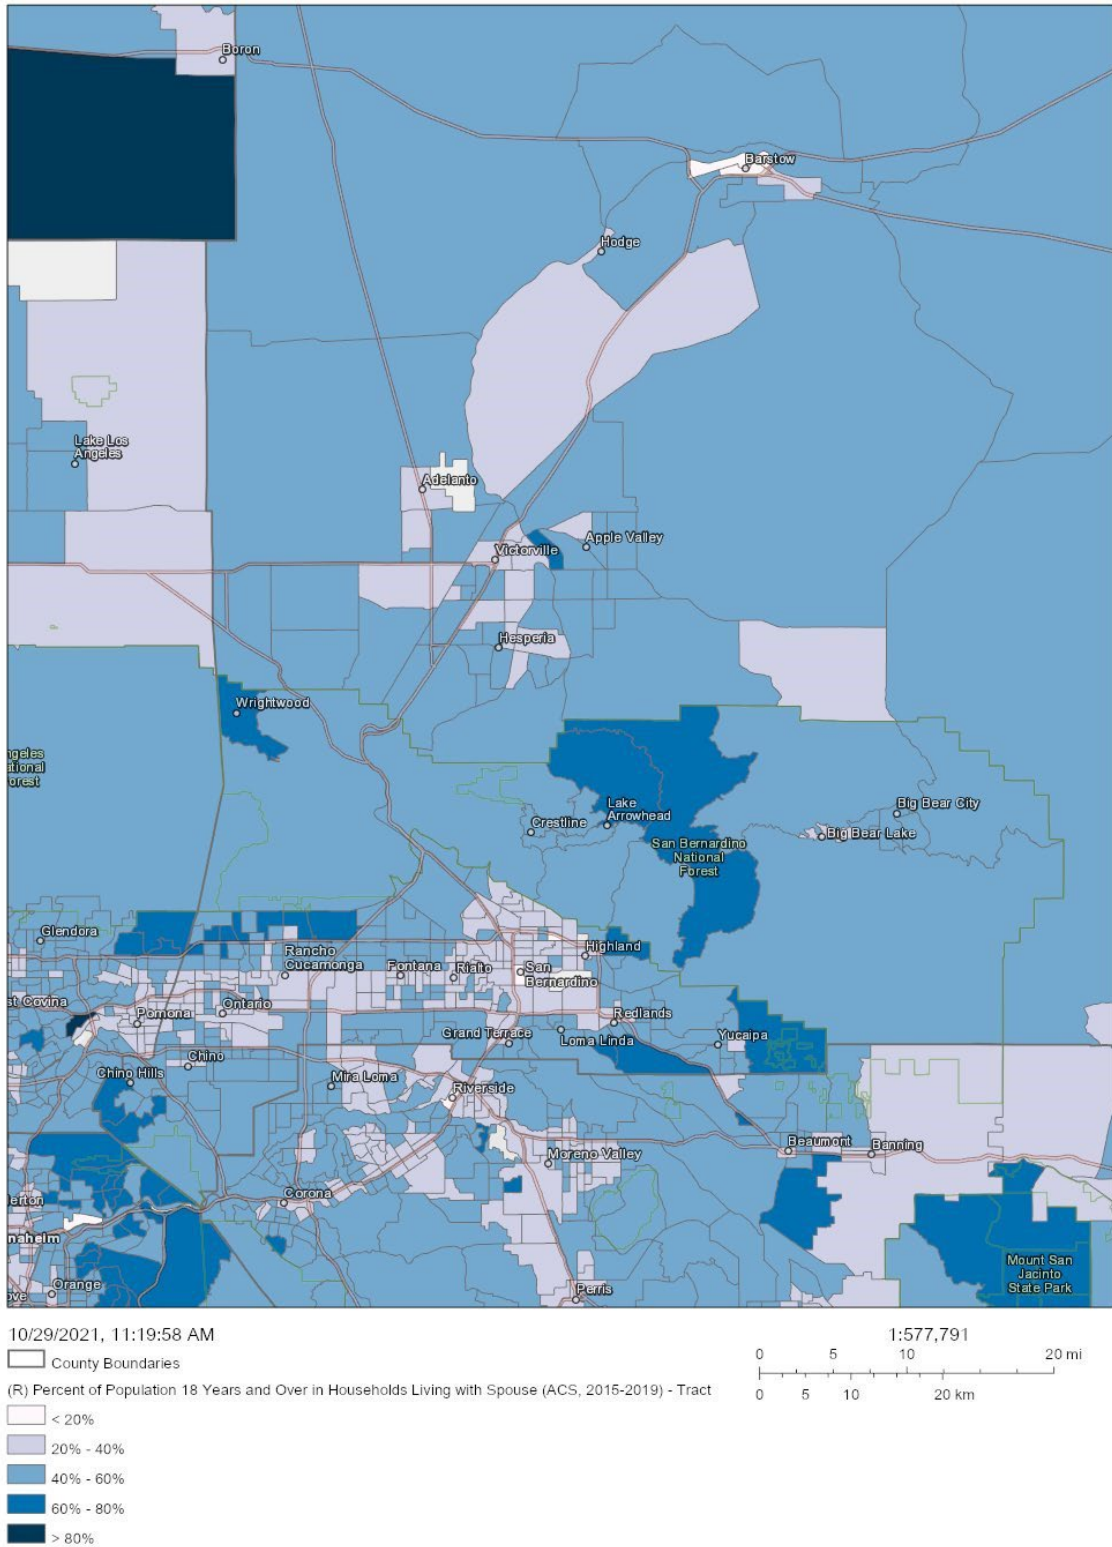 Boron
Barstow
Hodge
Lake Los
Angeles
Adelanto
Victorville
Apple Valley
Hesperia
Wrightwood
ngeles
ational
orest
Lake
Arrowhead
Crestline
Big Bear City
Big Bear Lake
San Bernardino
National
Forest
Glendora
Rancho
Cucamonga
Fontana
Rialto
San
Bernardino
Highland
st Covina
Pomona
Ontario
Grand Terrace
Loma Linda
Redlands
Yucaipa
Chino
Chino Hills
Mira Loma
Riverside
Moreno Valley
Beaumont
Banning
Corona
lerton
naheim
Orange
ove
Perris
Mount San
Jacinto
State Park
10/29/2021, 11:19:58 AM
1:577,791
0 5 10 20 mi
0 5 10 20 km
County Boundaries
(R) Percent of Population 18 Years and Over in Households Living with Spouse (ACS, 2015-2019) - Tract
< 20%
20% - 40%
40% - 60%
60% - 80%
> 80%